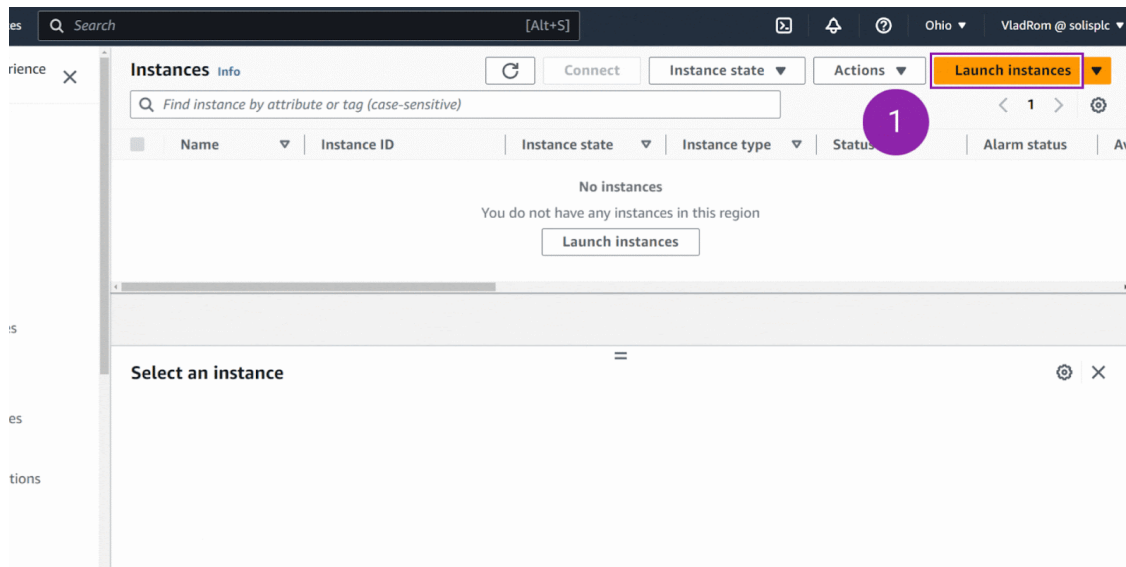 es Search [Alt+S] Ohio VladRom @ solisplc
rience
Instances Info Connect Instance state Actions Launch instances
Find instance by attribute or tag (case-sensitive) 1
1
Name Instance ID Instance state Instance type Status Alarm status Av
No instances
You do not have any instances in this region
Launch instances
es
Select an instance
es
tions